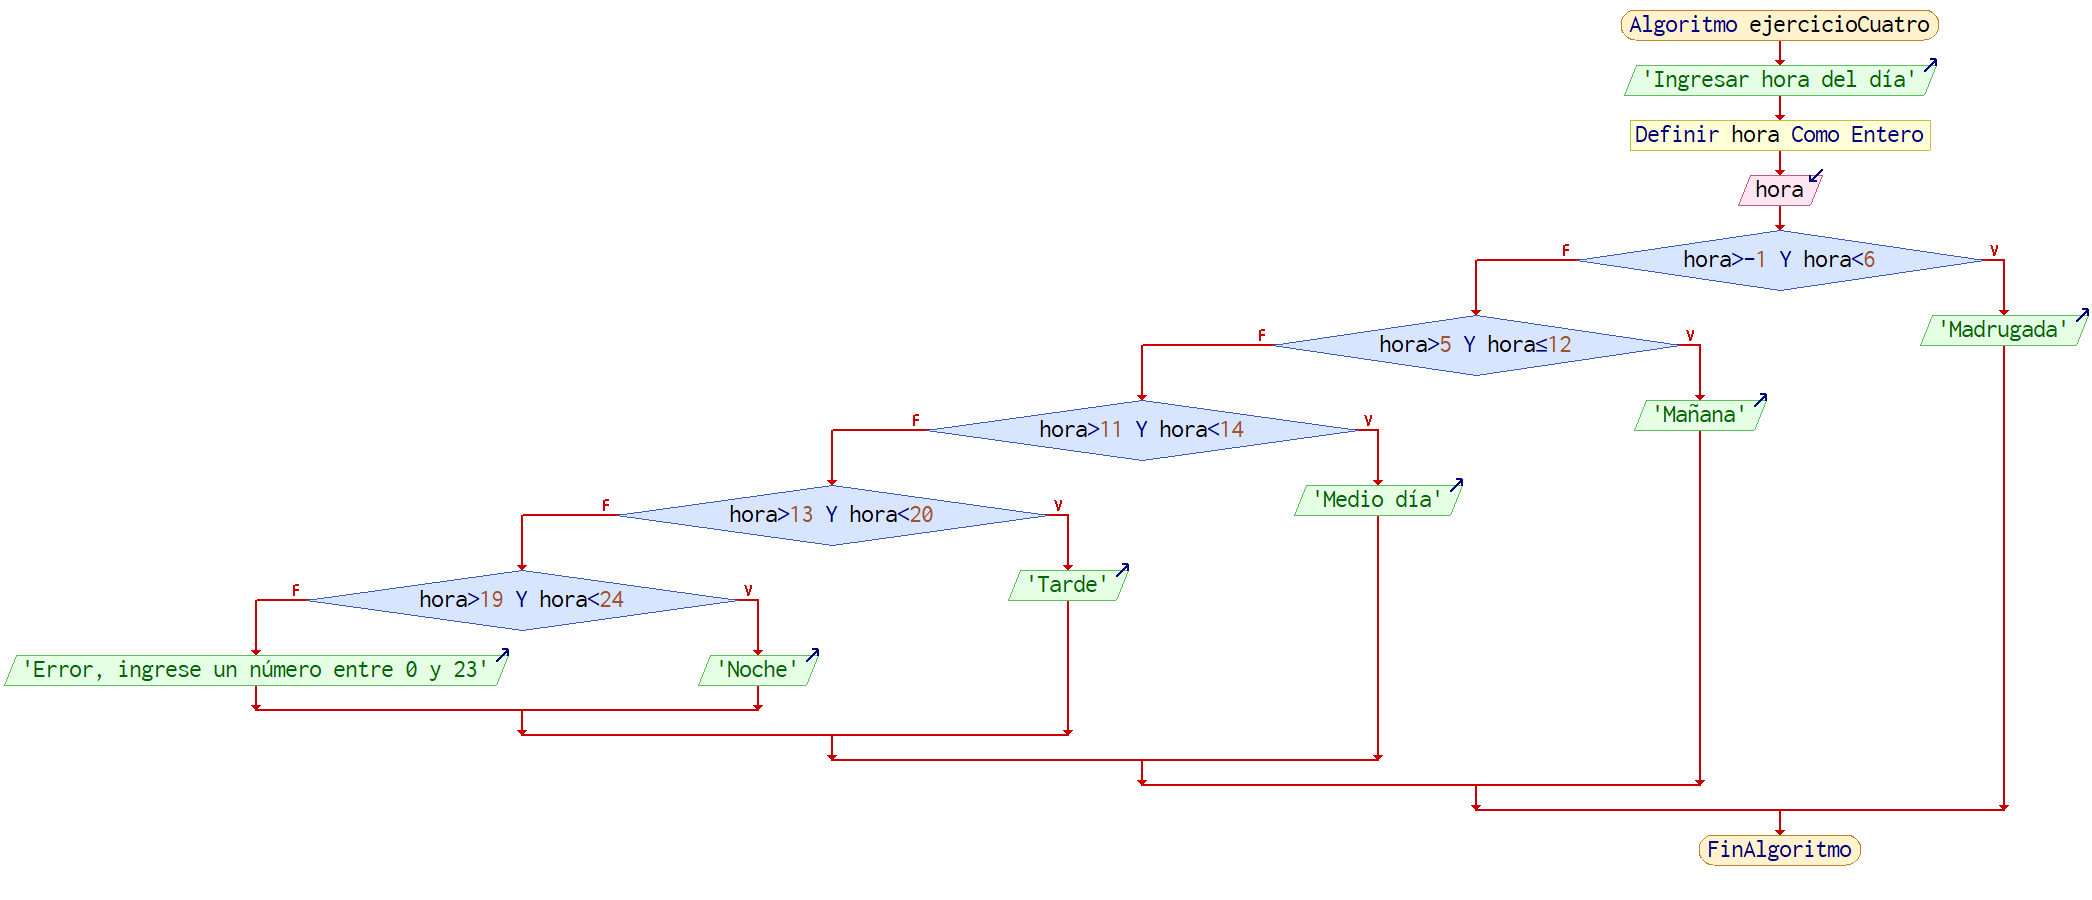 Algoritmo ejercicioCuatro
'Ingresar hora del día'
Definir hora Como Entero
hora
hora>-1 Y hora<6
F
V
'Madrugada'
hora>5 Y hora≤12
F
V
'Mañana'
hora>11 Y hora<14
F
V
'Medio día'
hora>13 Y hora<20
F
V
'Tarde'
hora>19 Y hora<24
F
V
'Error, ingrese un número entre 0 y 23'
'Noche'
FinAlgoritmo